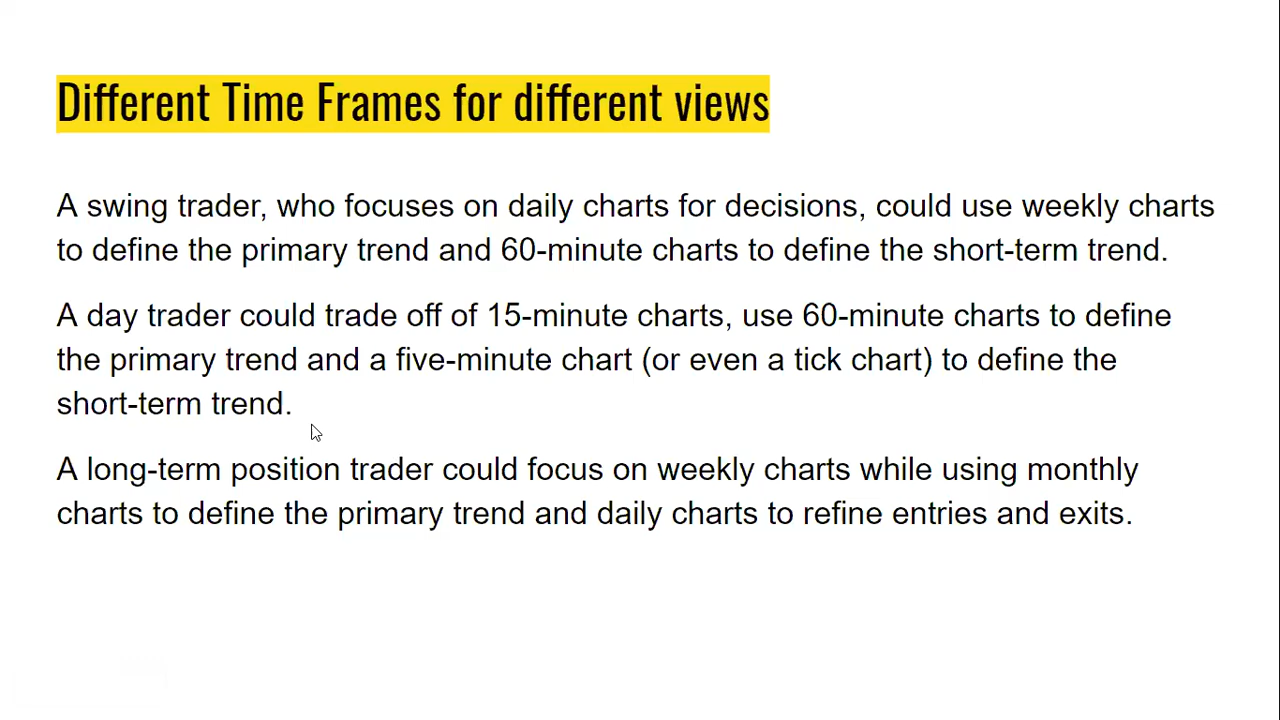 Different Time Frames for different views
A swing trader, who focuses on daily charts for decisions, could use weekly charts
to define the primary trend and 60-minute charts to define the short-term trend.
A day trader could trade off of 15-minute charts, use 60-minute charts to define
the primary trend and a five-minute chart (or even a tick chart) to define the
short-term trend.
A long-term position trader could focus on weekly charts while using monthly
charts to define the primary trend and daily charts to refine entries and exits.